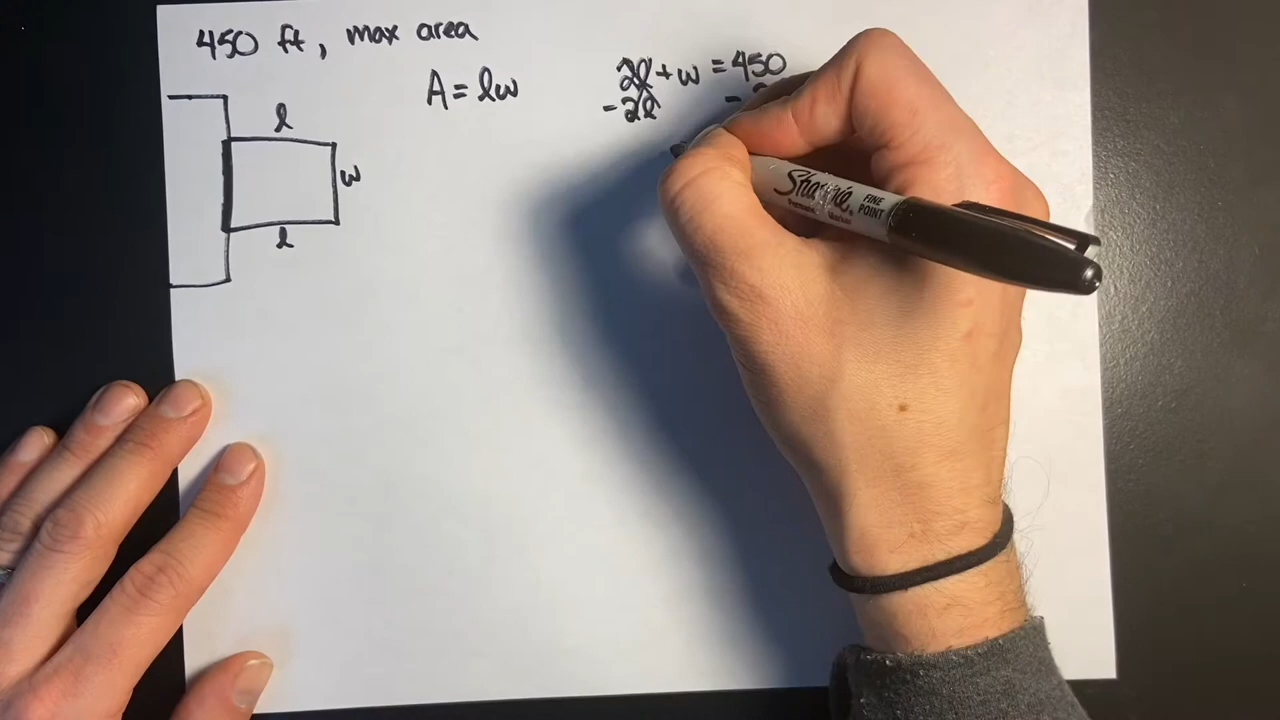 450 ft, max area
A = lw
2l + w = 450
-2l -
l
w
l
Sharpie
FINE
POINT